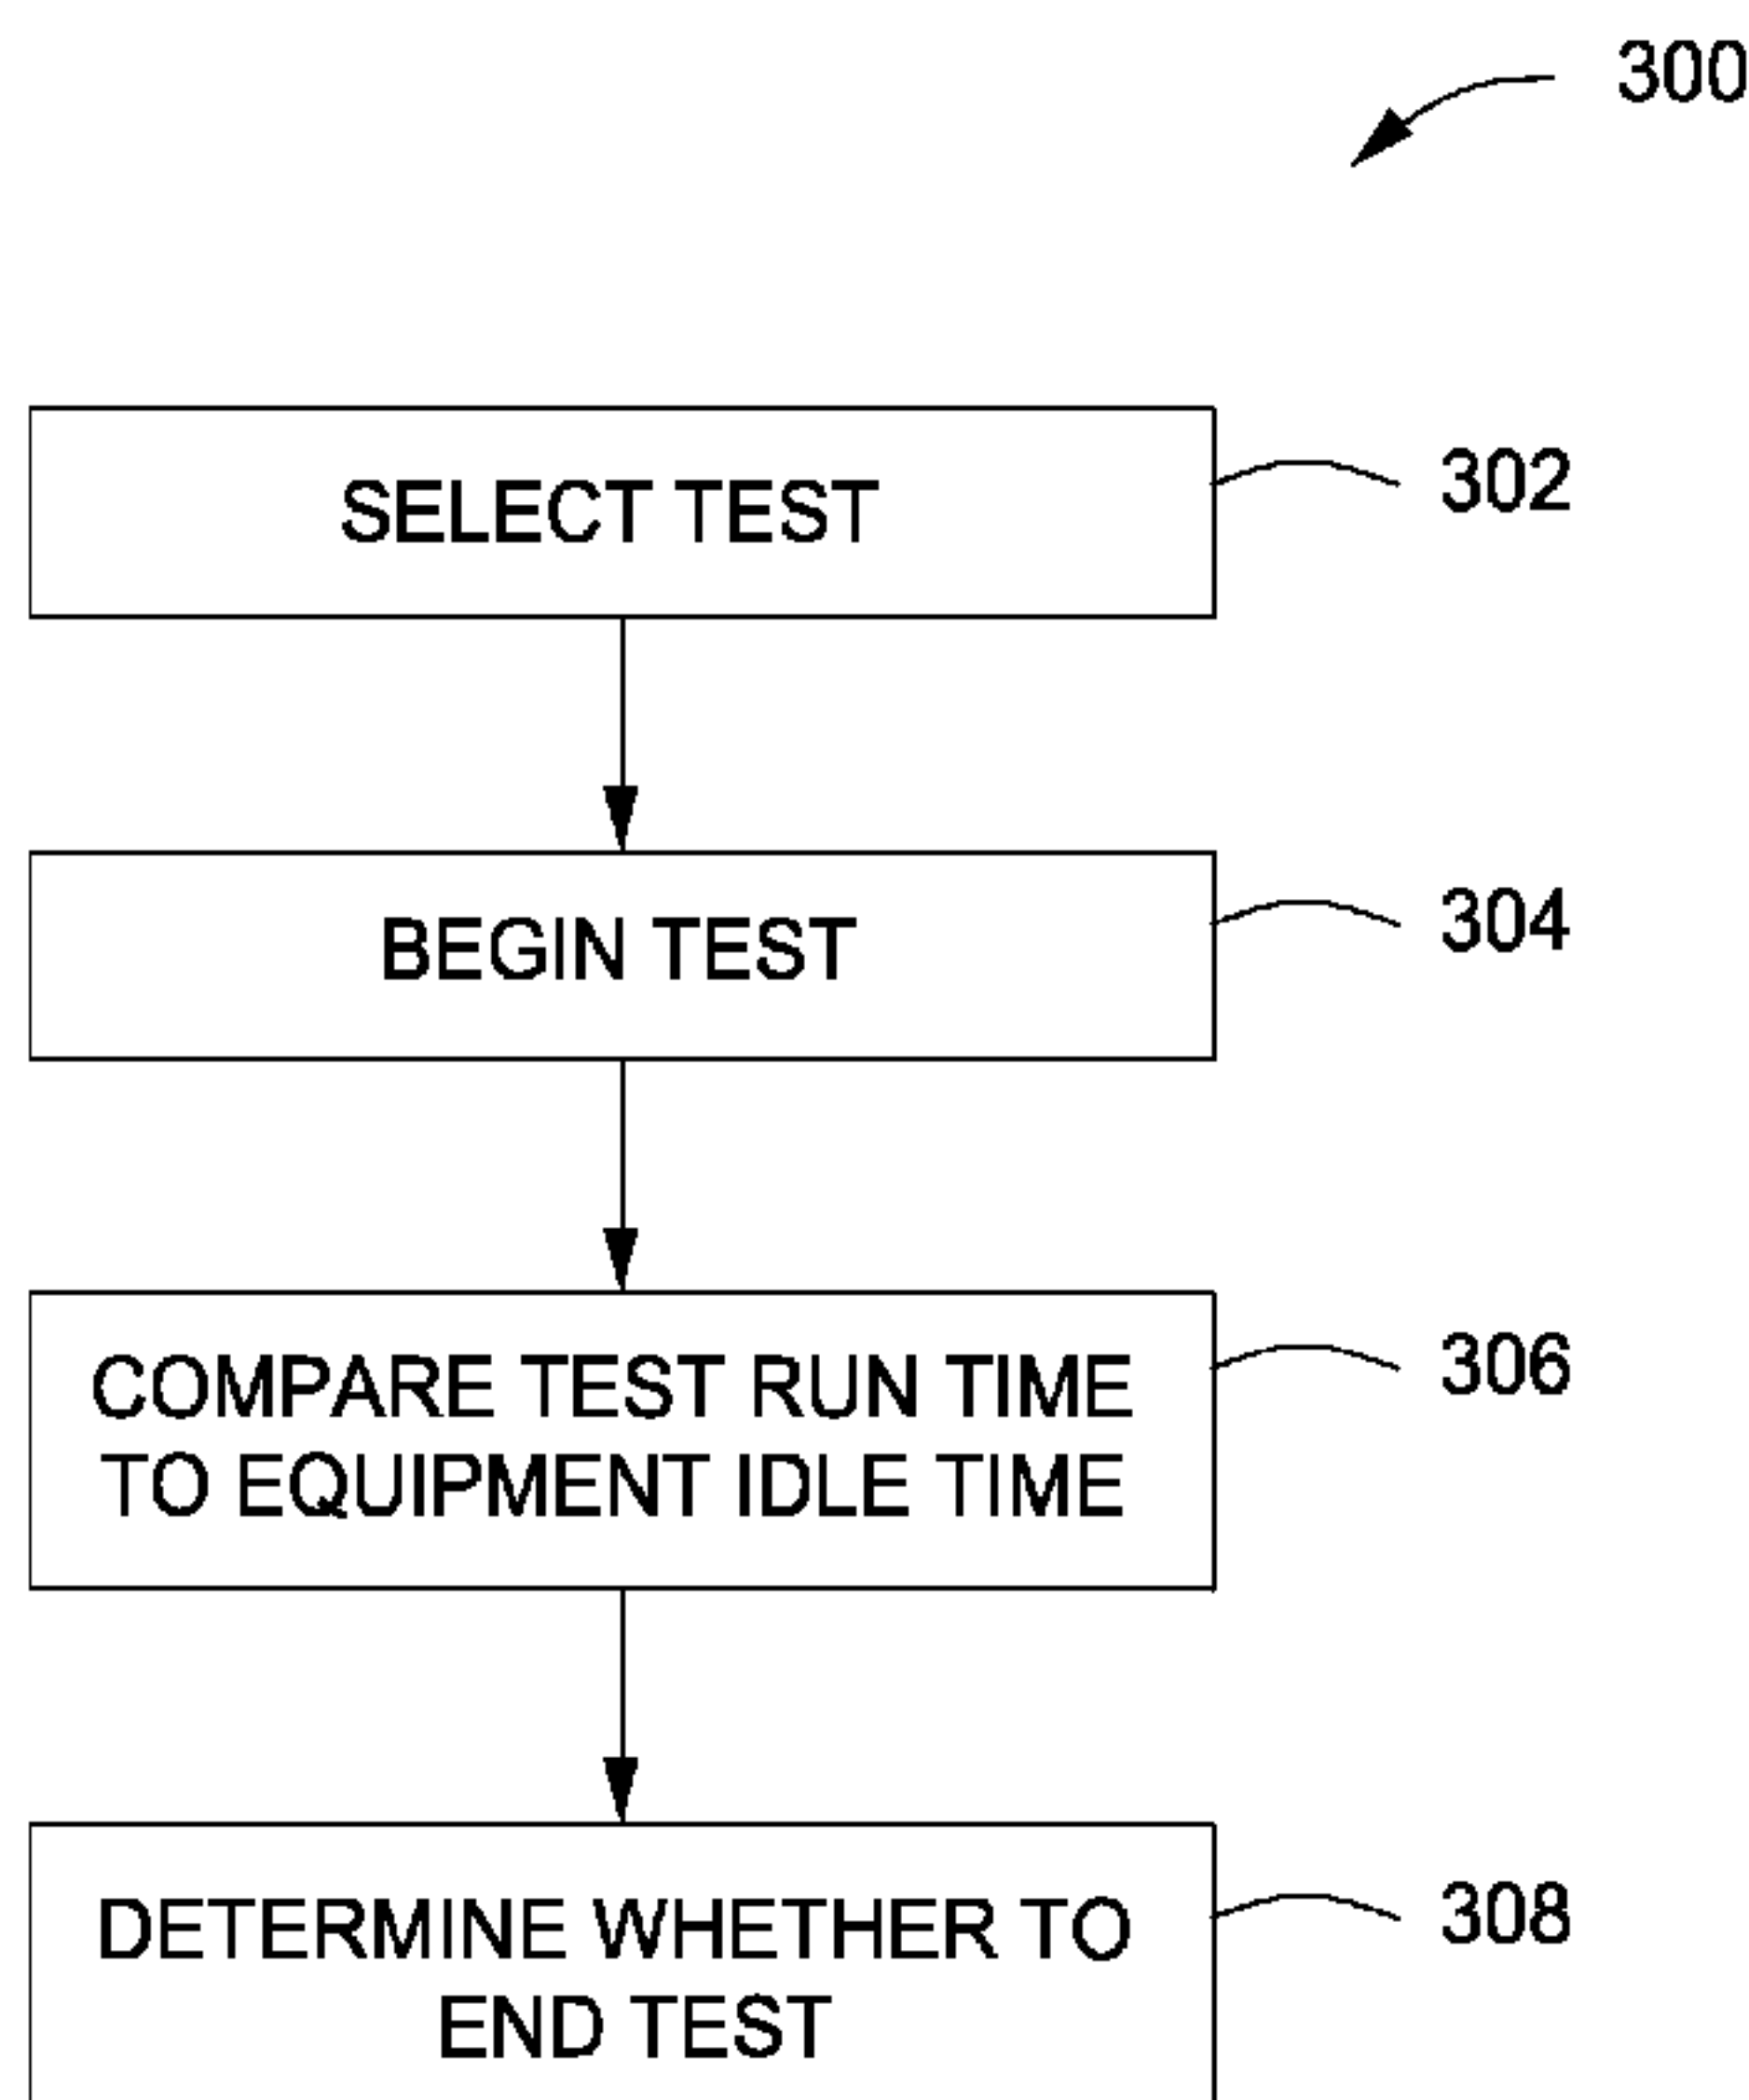 300
SELECT TEST
302
BEGIN TEST
304
COMPARE TEST RUN TIME
TO EQUIPMENT IDLE TIME
306
DETERMINE WHETHER TO
END TEST
308